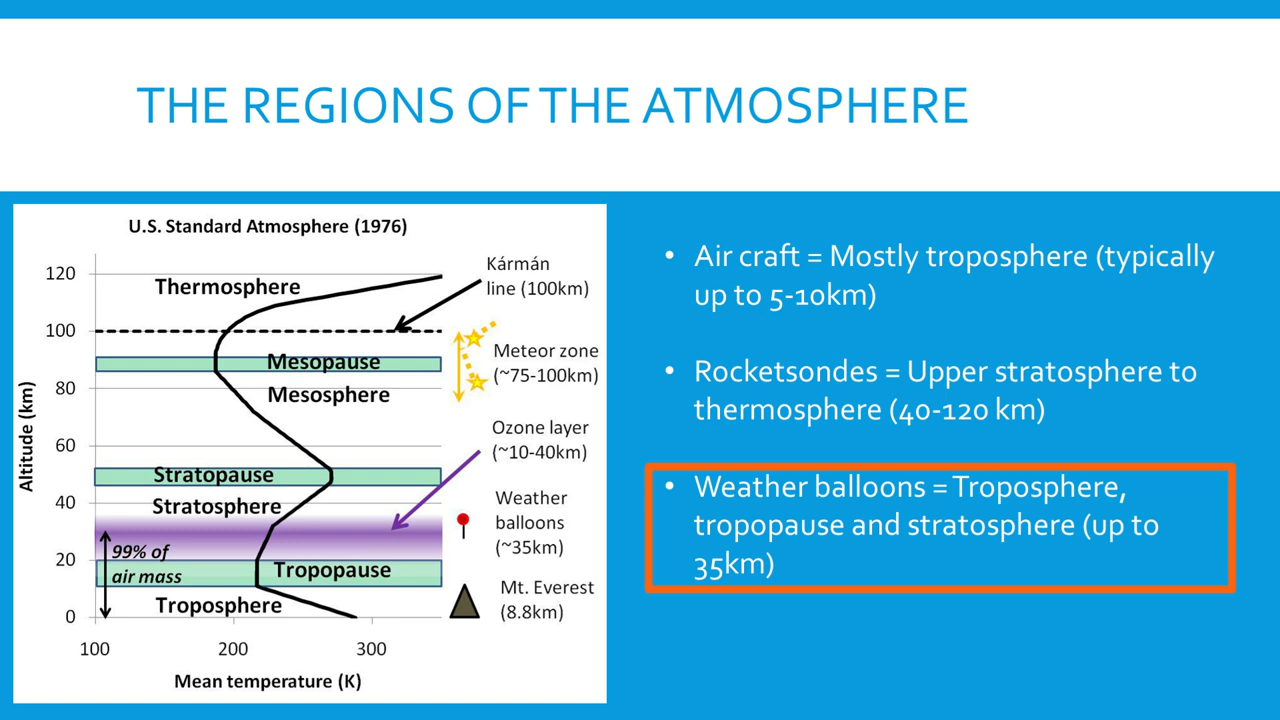 THE REGIONS OF THE ATMOSPHERE
U.S. Standard Atmosphere (1976)
Altitude (km)
120
100
80
60
40
20
0
100
200
300
Mean temperature (K)
Thermosphere
Mesopause
Mesosphere
Stratopause
Stratosphere
99% of
air mass
Tropopause
Troposphere
Kármán
line (100km)
Meteor zone
(~75-100km)
Ozone layer
(~10-40km)
Weather
balloons
(~35km)
Mt. Everest
(8.8km)
• Air craft = Mostly troposphere (typically
up to 5-10km)
• Rocketsondes = Upper stratosphere to
thermosphere (40-120 km)
• Weather balloons = Troposphere,
tropopause and stratosphere (up to
35km)